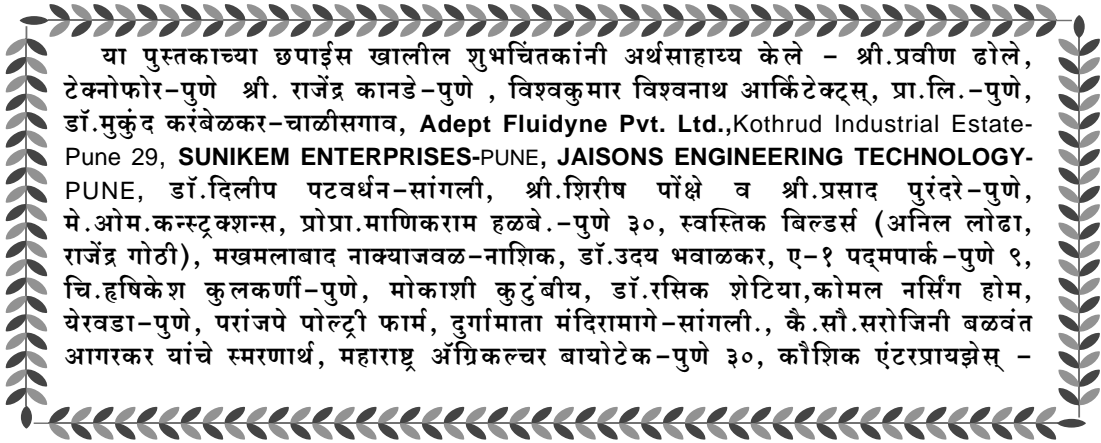 या पुस्तकाच्या छपाईस खालील शुभचिंतकांनी अर्थसाहाय्य केले – श्री.प्रवीण ढोले,
टेक्नोफोर–पुणे श्री. राजेंद्र कानडे–पुणे , विश्वकुमार विश्वनाथ आर्किटेक्ट्स्, प्रा.लि.–पुणे,
डॉ.मुकुंद करंबेळकर–चाळीसगाव, Adept Fluidyne Pvt. Ltd.,Kothrud Industrial Estate-
Pune 29, SUNIKEM ENTERPRISES-PUNE, JAISONS ENGINEERING TECHNOLOGY-
PUNE, डॉ.दिलीप पटवर्धन–सांगली, श्री.शिरीष पोंक्षे व श्री.प्रसाद पुरंदरे–पुणे,
मे.ओम.कन्स्ट्रक्शन्स, प्रोप्रा.माणिकराम हळबे.–पुणे ३०, स्वस्तिक बिल्डर्स (अनिल लोढा,
राजेंद्र गोठी), मखमलाबाद नाक्याजवळ–नाशिक, डॉ.उदय भवाळकर, ए–१ पद्मपार्क–पुणे ९,
चि.हृषिकेश कुलकर्णी–पुणे, मोकाशी कुटुंबीय, डॉ.रसिक शेटिया,कोमल नर्सिंग होम,
येरवडा–पुणे, परांजपे पोल्ट्री फार्म, दुर्गामाता मंदिरामागे–सांगली., कै.सौ.सरोजिनी बळवंत
आगरकर यांचे स्मरणार्थ, महाराष्ट्र ॲग्रिकल्चर बायोटेक–पुणे ३०, कौशिक एंटरप्रायझेस् –